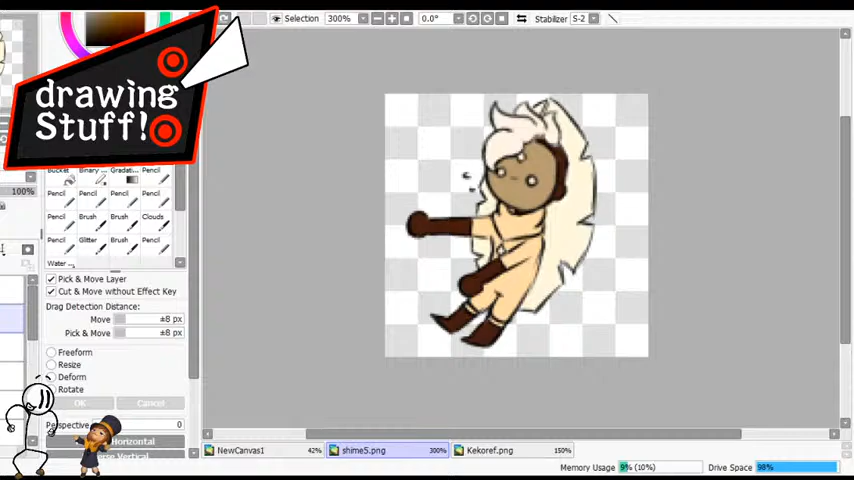 Selection 300% 0.0° Stabilizer S-2
drawing
Stuff!
Bucket Binary ... Gradati... Pencil
Pencil Pencil Pencil Pencil
Pencil Brush Brush Clouds
Pencil Glitter Brush Pencil
Water ...
100%
Pick & Move Layer
Cut & Move without Effect Key
Drag Detection Distance:
Move ±8 px
Pick & Move ±8 px
Freeform
Resize
Deform
Rotate
OK Cancel
Perspective 0
Horizontal
Vertical
NewCanvas1 42% shime5.png 300% Kekoref.png 150%
Memory Usage 9% (10%) Drive Space 98%